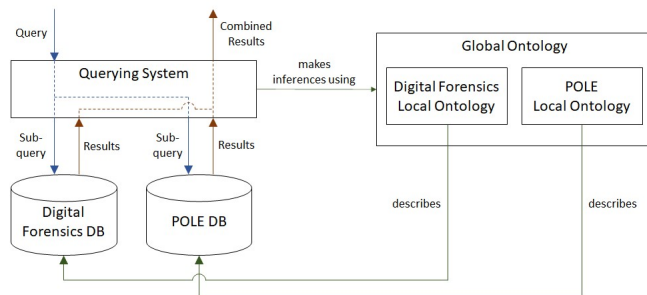 Query
Combined
Results
Querying System
makes
inferences using
Global Ontology
Digital Forensics
Local Ontology
POLE
Local Ontology
Sub-
query
Results
Sub-
query
Results
Digital
Forensics DB
POLE DB
describes
describes